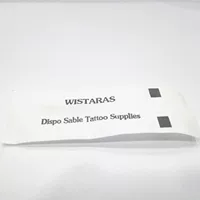 WISTARAS
Dispo Sable Tattoo Supplies